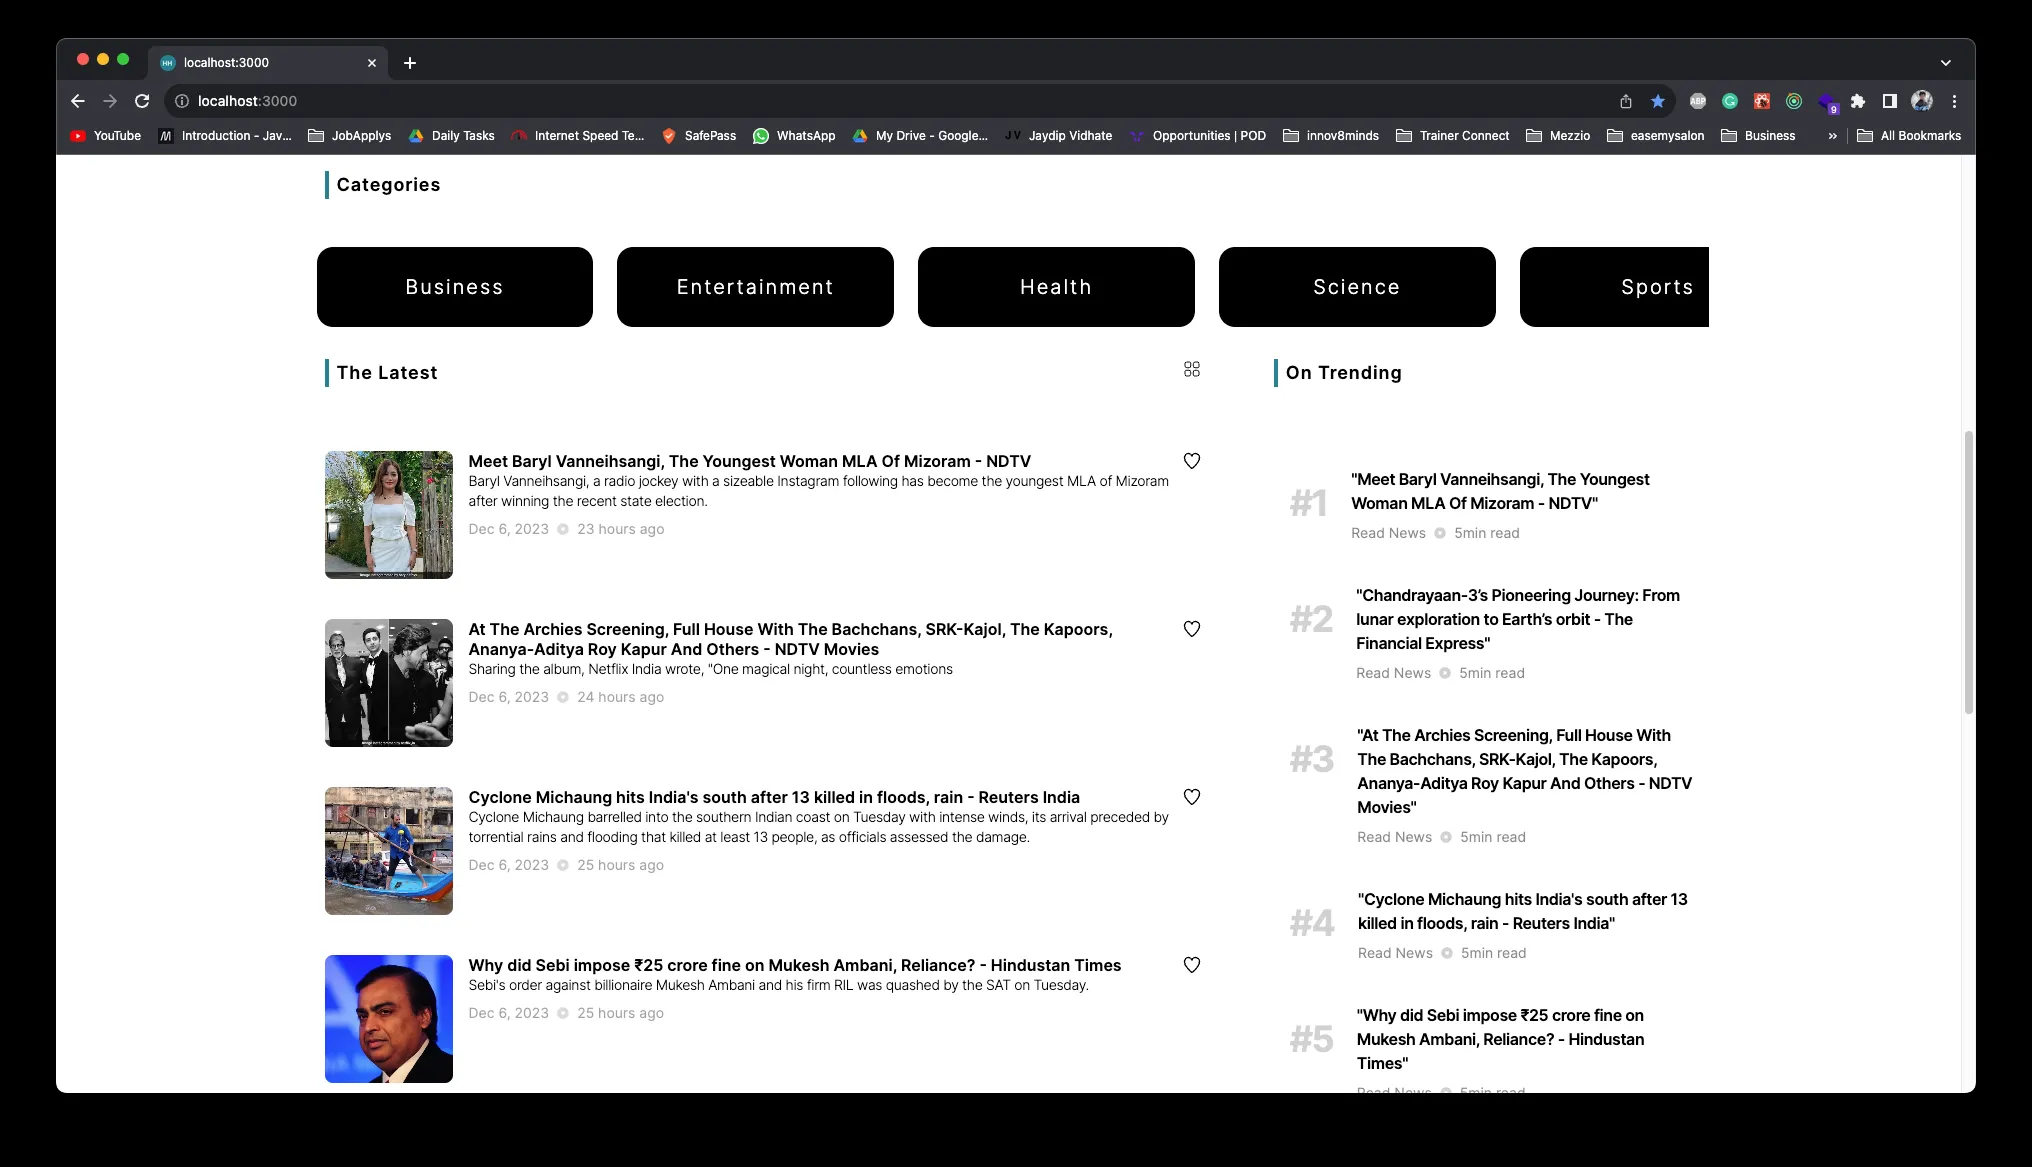 localhost:3000
localhost:3000
ABP
9
YouTube
Introduction - Jav...
JobApplys
Daily Tasks
Internet Speed Te...
SafePass
WhatsApp
My Drive - Google...
JV Jaydip Vidhate
Opportunities | POD
innov8minds
Trainer Connect
Mezzio
easemysalon
Business
»
All Bookmarks
Categories
Business
Entertainment
Health
Science
Sports
The Latest
Meet Baryl Vanneihsangi, The Youngest Woman MLA Of Mizoram - NDTV
Baryl Vanneihsangi, a radio jockey with a sizeable Instagram following has become the youngest MLA of Mizoram
after winning the recent state election.
Dec 6, 2023 23 hours ago
At The Archies Screening, Full House With The Bachchans, SRK-Kajol, The Kapoors,
Ananya-Aditya Roy Kapur And Others - NDTV Movies
Sharing the album, Netflix India wrote, "One magical night, countless emotions
Dec 6, 2023 24 hours ago
Cyclone Michaung hits India's south after 13 killed in floods, rain - Reuters India
Cyclone Michaung barrelled into the southern Indian coast on Tuesday with intense winds, its arrival preceded by
torrential rains and flooding that killed at least 13 people, as officials assessed the damage.
Dec 6, 2023 25 hours ago
Why did Sebi impose ₹25 crore fine on Mukesh Ambani, Reliance? - Hindustan Times
Sebi's order against billionaire Mukesh Ambani and his firm RIL was quashed by the SAT on Tuesday.
Dec 6, 2023 25 hours ago
On Trending
#1
"Meet Baryl Vanneihsangi, The Youngest
Woman MLA Of Mizoram - NDTV"
Read News 5min read
#2
"Chandrayaan-3’s Pioneering Journey: From
lunar exploration to Earth’s orbit - The
Financial Express"
Read News 5min read
#3
"At The Archies Screening, Full House With
The Bachchans, SRK-Kajol, The Kapoors,
Ananya-Aditya Roy Kapur And Others - NDTV
Movies"
Read News 5min read
#4
"Cyclone Michaung hits India's south after 13
killed in floods, rain - Reuters India"
Read News 5min read
#5
"Why did Sebi impose ₹25 crore fine on
Mukesh Ambani, Reliance? - Hindustan
Times"
Read News 5min read